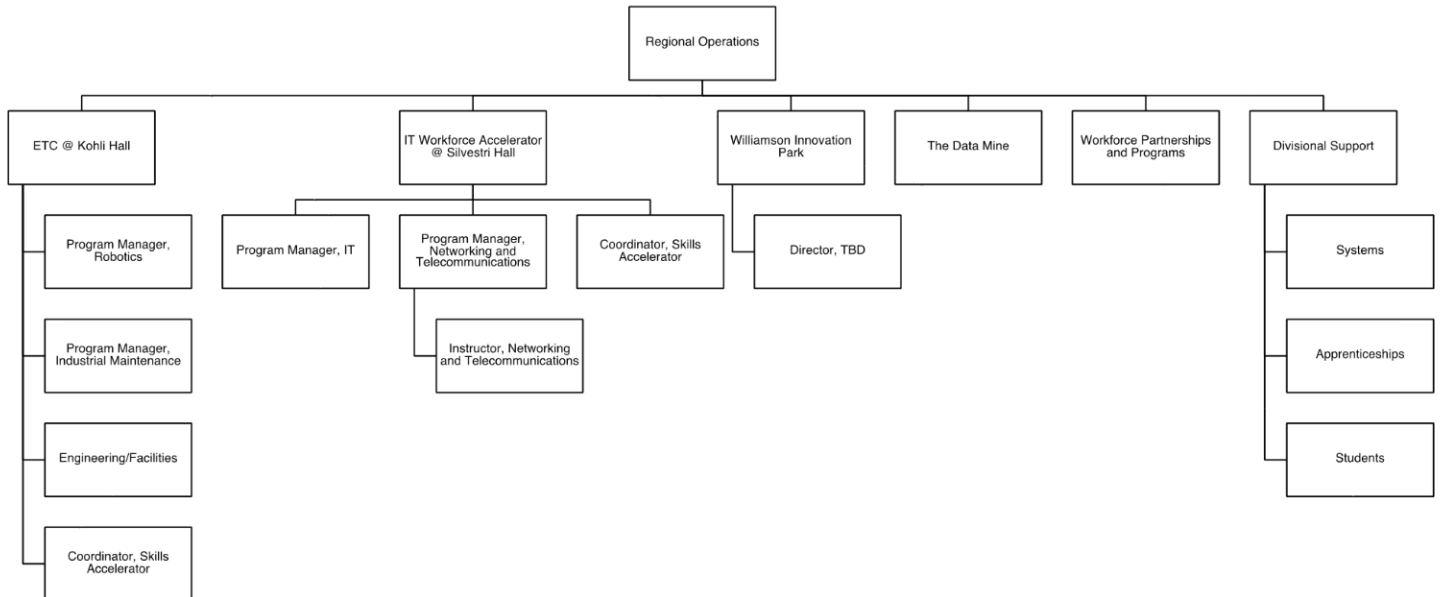 Regional Operations
ETC @ Kohli Hall
IT Workforce Accelerator
@ Silvestri Hall
Williamson Innovation
Park
The Data Mine
Workforce Partnerships
and Programs
Divisional Support
Program Manager,
Robotics
Program Manager, IT
Program Manager,
Networking and
Telecommunications
Coordinator, Skills
Accelerator
Director, TBD
Systems
Program Manager,
Industrial Maintenance
Instructor, Networking
and Telecommunications
Apprenticeships
Engineering/Facilities
Students
Coordinator, Skills
Accelerator